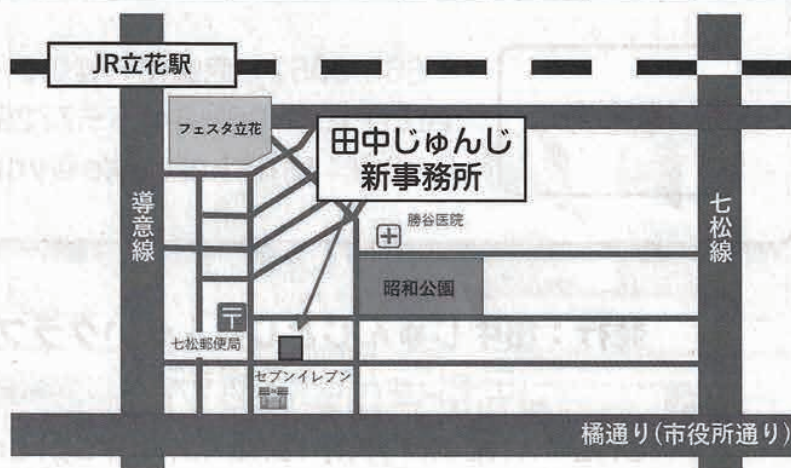 JR立花駅
フェスタ立花
田中じゅんじ
新事務所
導意線
七松線
勝谷医院
昭和公園
〒
七松郵便局
セブンイレブン
橘通り(市役所通り)